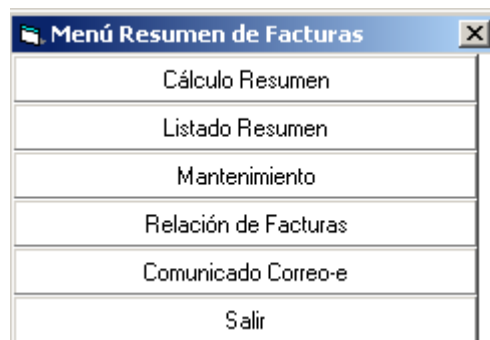 Menú Resumen de Facturas
Cálculo Resumen
Listado Resumen
Mantenimiento
Relación de Facturas
Comunicado Correo-e
Salir